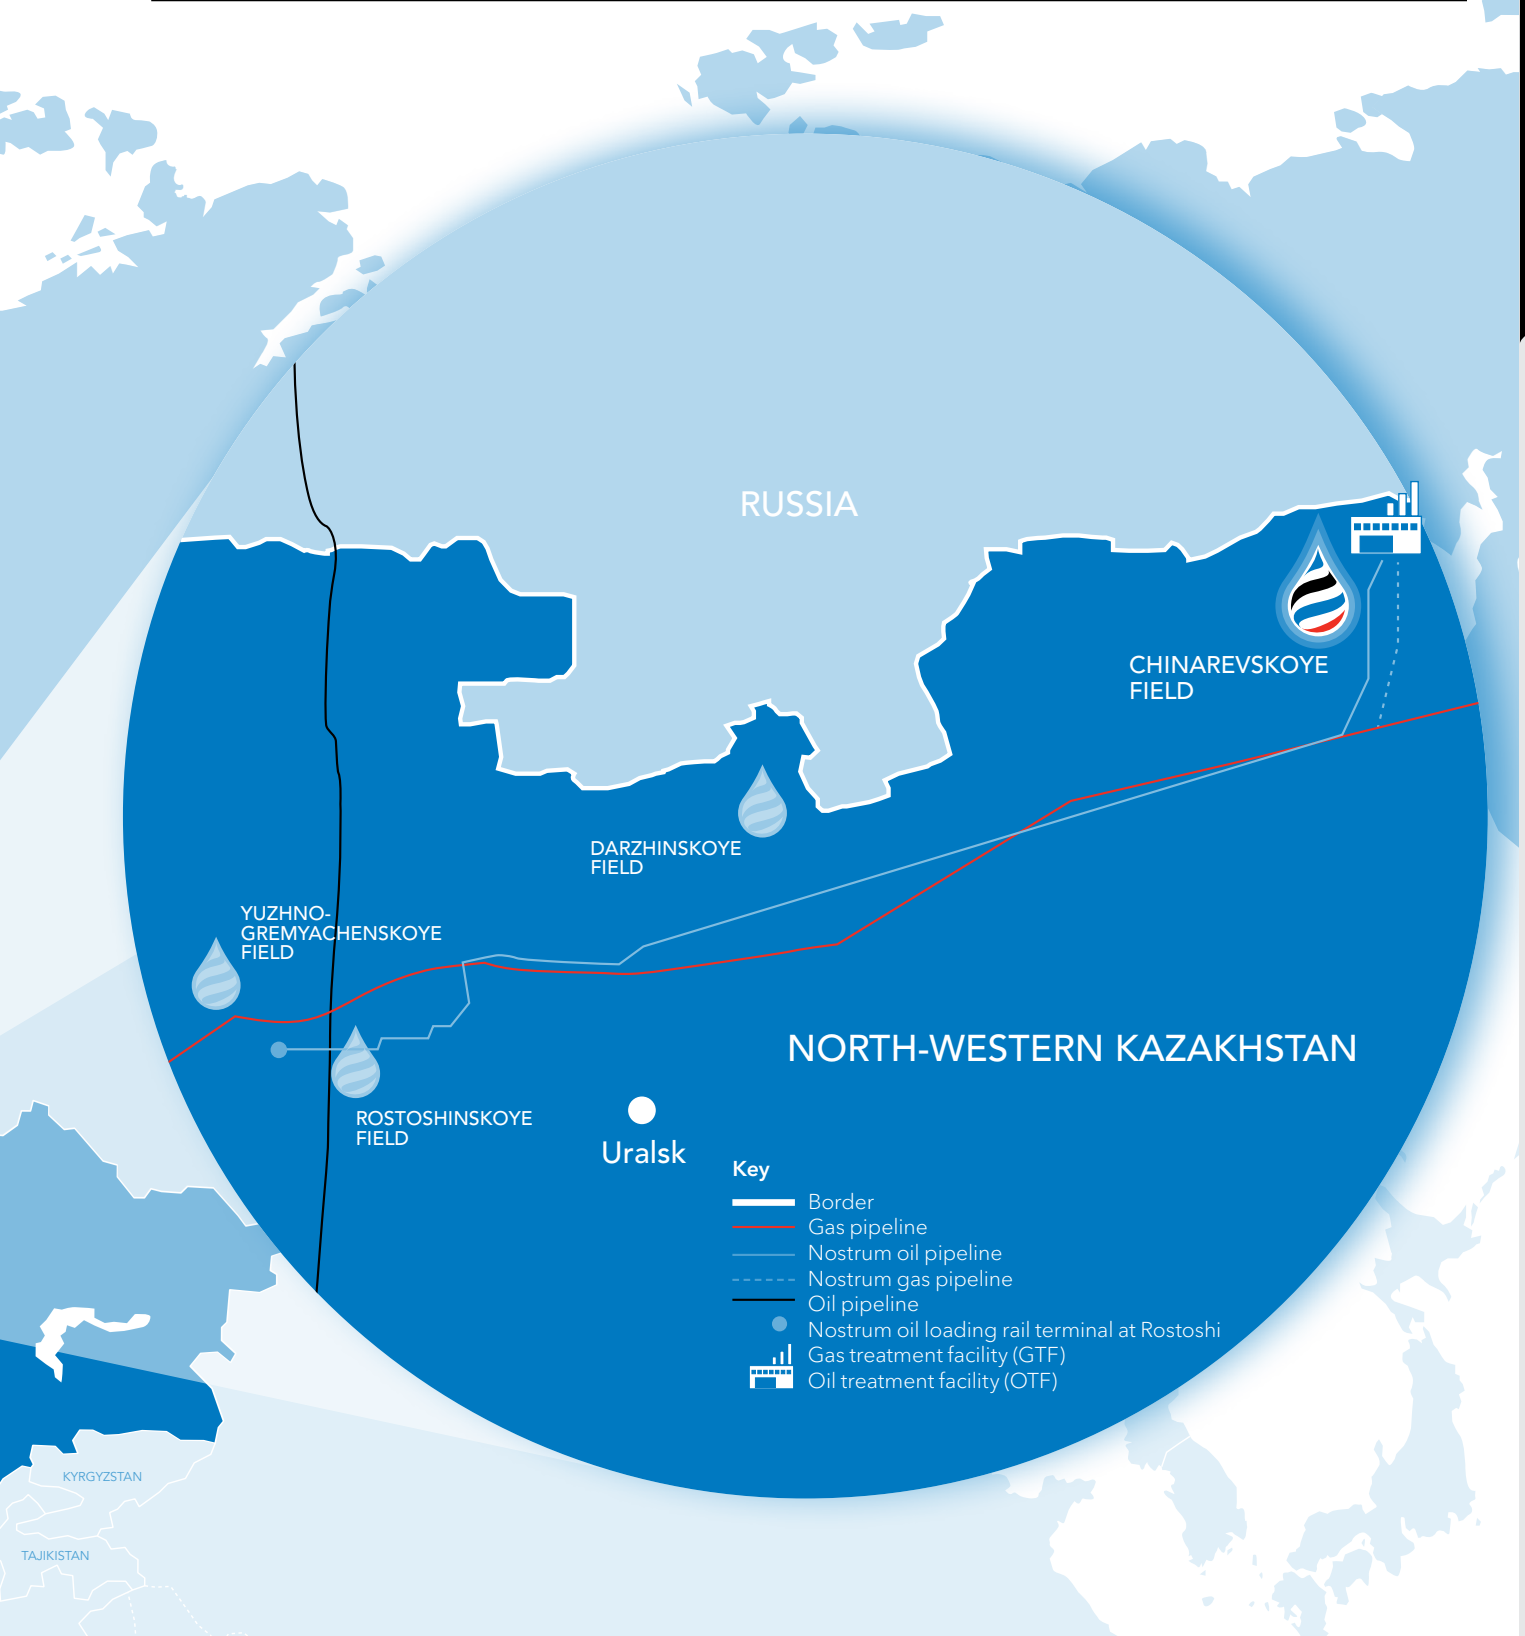 RUSSIA
CHINAREVSKOYE
FIELD
DARZHINSKOYE
FIELD
YUZHNO-
GREMYACHENSKOYE
FIELD
NORTH-WESTERN KAZAKHSTAN
ROSTOSHINSKOYE
FIELD
Uralsk
Key
Border
Gas pipeline
Nostrum oil pipeline
Nostrum gas pipeline
Oil pipeline
Nostrum oil loading rail terminal at Rostoshi
Gas treatment facility (GTF)
Oil treatment facility (OTF)
KYRGYZSTAN
TAJIKISTAN